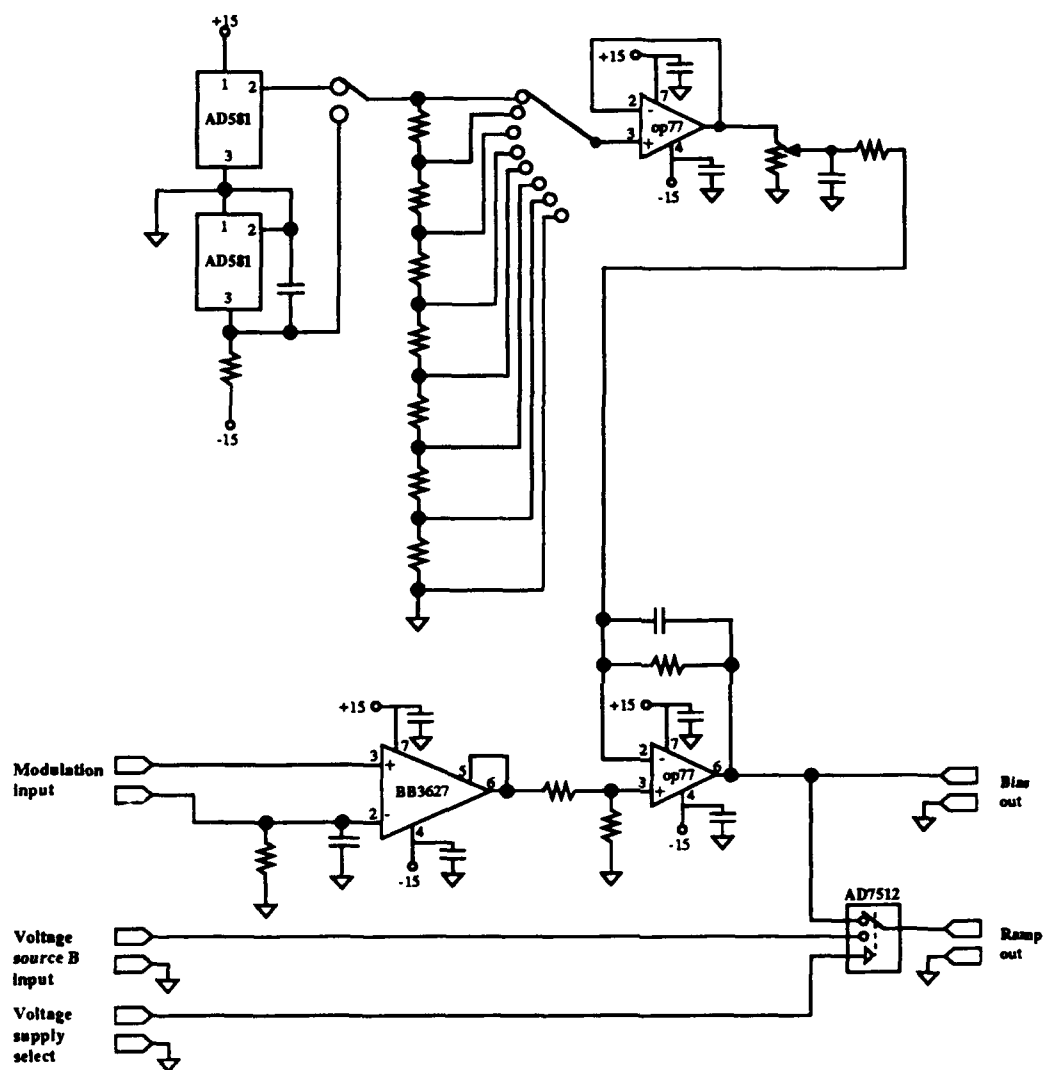 +15
1
2
AD581
3
1
2
AD581
3
-15
+15
7
2
-
op77
3
+
4
-15
+15
7
3
+
5
BB3627
6
2
-
4
-15
+15
7
2
-
op77
6
3
+
4
-15
Modulation
input
Bias
out
AD7512
Voltage
source B
input
Ramp
out
Voltage
supply
select